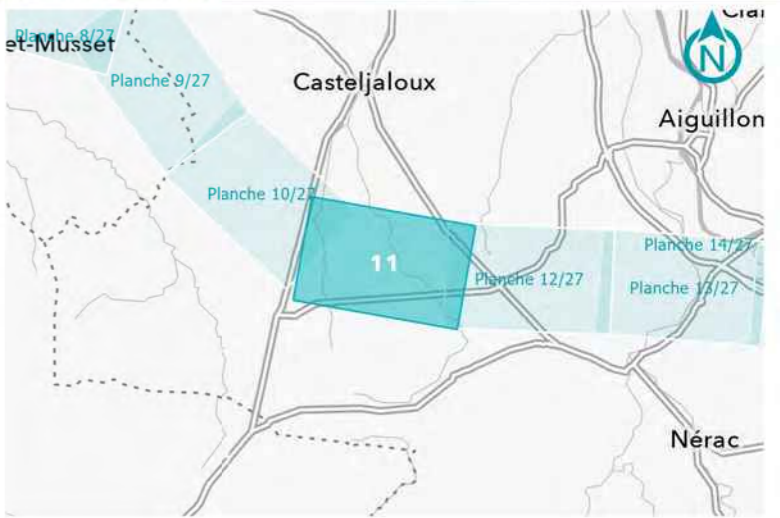 Clai
Planche 8/27
et-Musset
N
Planche 9/27
Casteljaloux
Aiguillon
Planche 10/27
Planche 14/27
11
Planche 12/27
Planche 13/27
Nérac